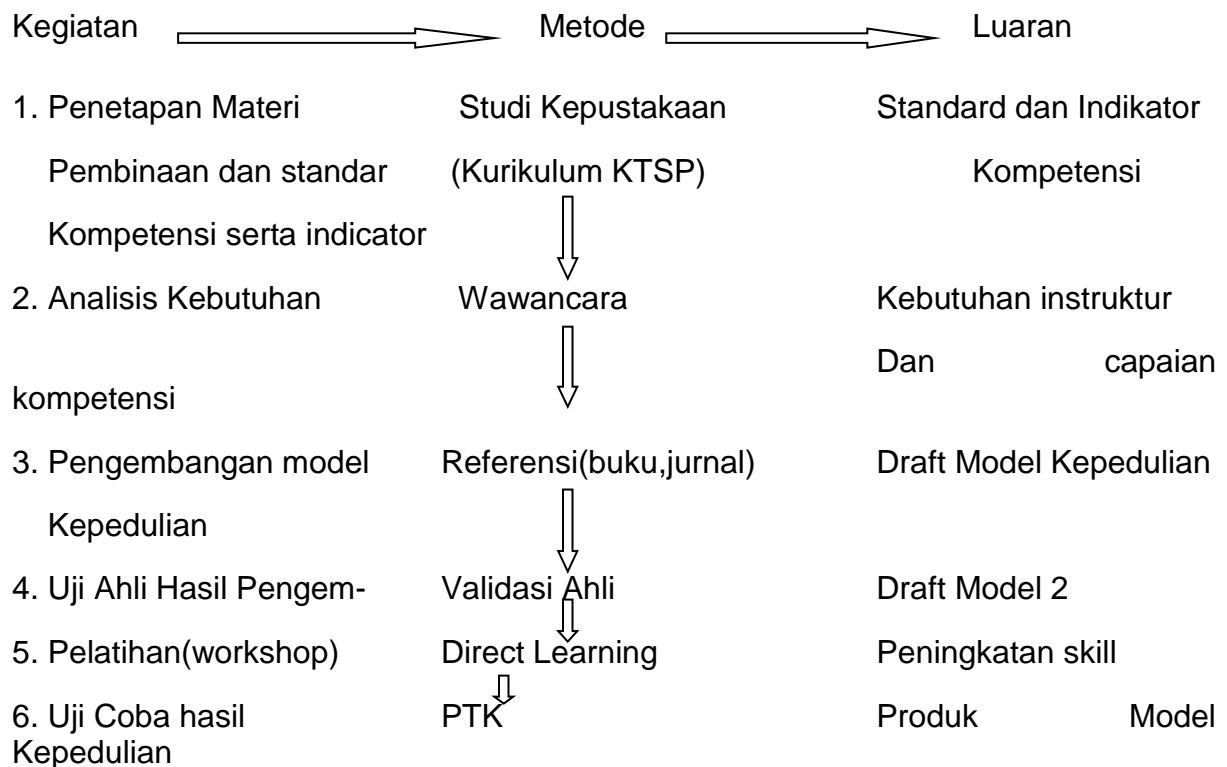 Kegiatan Metode Luaran
1. Penetapan Materi Studi Kepustakaan Standard dan Indikator
Pembinaan dan standar (Kurikulum KTSP) Kompetensi
Kompetensi serta indicator
2. Analisis Kebutuhan Wawancara Kebutuhan instruktur
Dan capaian
kompetensi
3. Pengembangan model Referensi(buku,jurnal) Draft Model Kepedulian
Kepedulian
4. Uji Ahli Hasil Pengem- Validasi Ahli Draft Model 2
5. Pelatihan(workshop) Direct Learning Peningkatan skill
6. Uji Coba hasil PTK Produk Model
Kepedulian